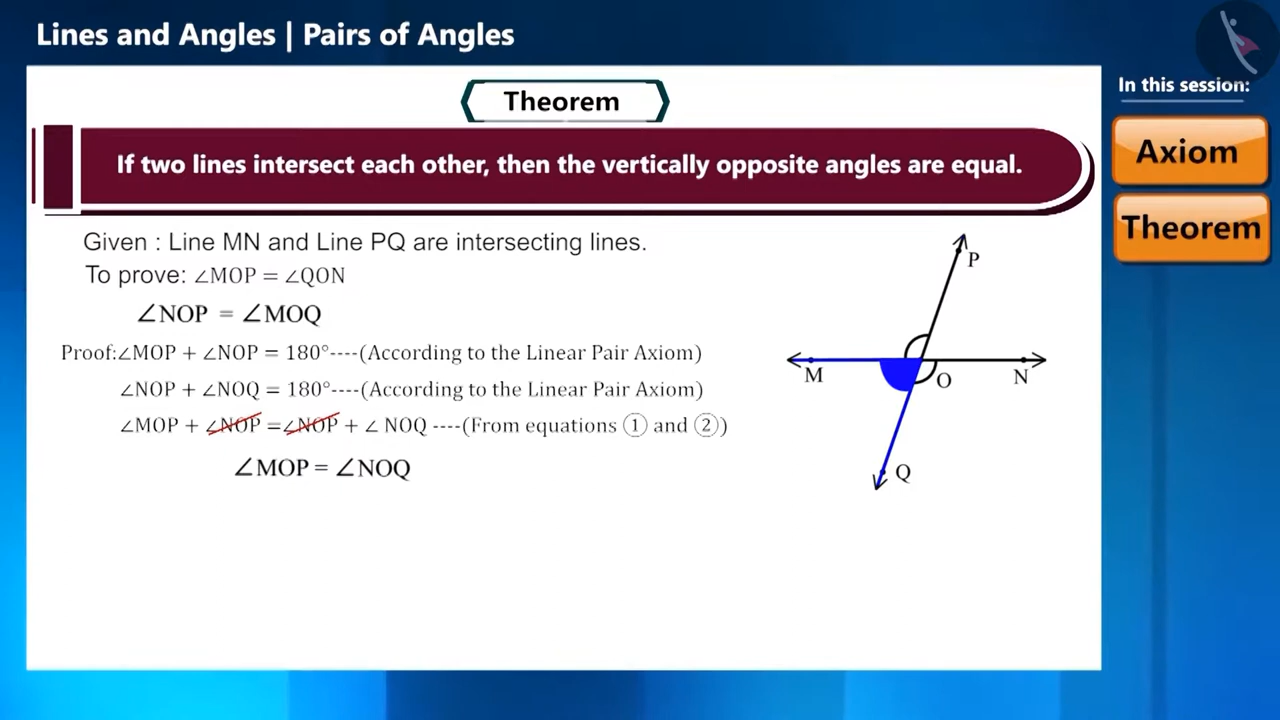 Lines and Angles | Pairs of Angles
In this session:
Axiom
Theorem
Theorem
If two lines intersect each other, then the vertically opposite angles are equal.
Given : Line MN and Line PQ are intersecting lines.
To prove: ∠MOP = ∠QON
∠NOP = ∠MOQ
Proof:∠MOP + ∠NOP = 180°----(According to the Linear Pair Axiom)
∠NOP + ∠NOQ = 180°----(According to the Linear Pair Axiom)
∠MOP + ∠NOP =∠NOP + ∠ NOQ ----(From equations ① and ②)
∠MOP = ∠NOQ
P
M
O
N
Q